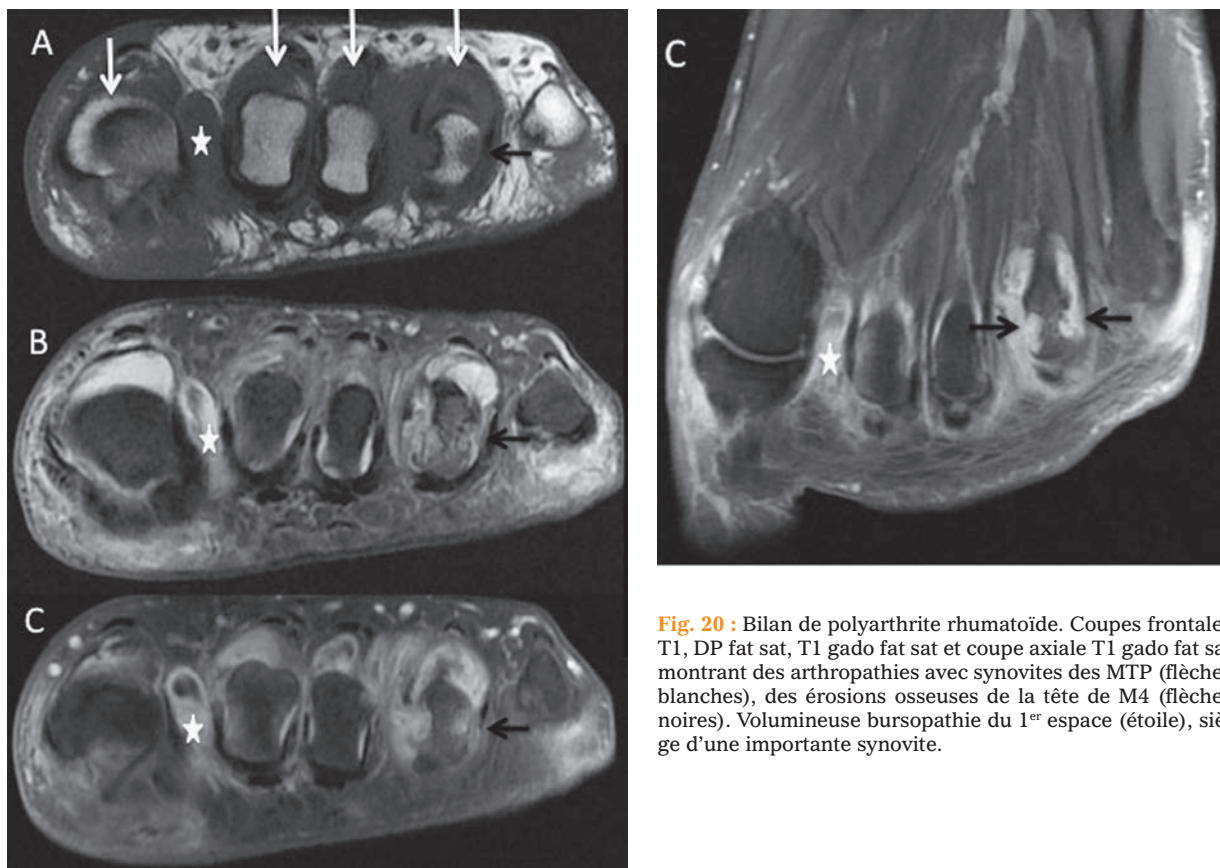 A
B
C
C
Fig. 20 : Bilan de polyarthrite rhumatoïde. Coupes frontale
T1, DP fat sat, T1 gado fat sat et coupe axiale T1 gado fat sa
montrant des arthropathies avec synovites des MTP (flèche
blanches), des érosions osseuses de la tête de M4 (flèche
noires). Volumineuse bursopathie du 1er espace (étoile), siè
ge d'une importante synovite.